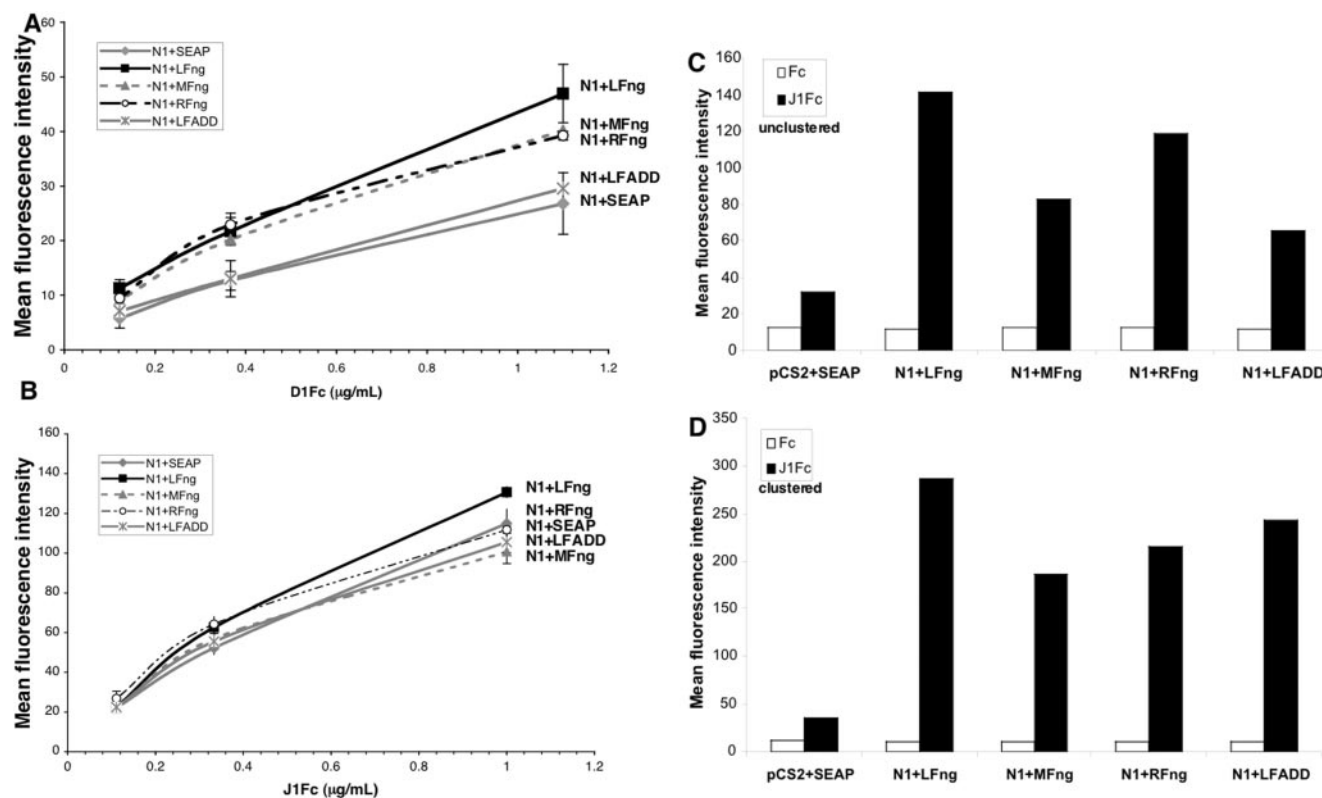 A
60
50
40
30
20
10
0
Mean fluorescence intensity
N1+SEAP
N1+LFng
N1+MFng
N1+RFng
N1+LFADD
N1+LFng
N1+MFng
N1+RFng
N1+LFADD
N1+SEAP
0 0.2 0.4 0.6 0.8 1 1.2
D1Fc (µg/mL)
B
160
140
120
100
80
60
40
20
0
Mean fluorescence intensity
N1+SEAP
N1+LFng
N1+MFng
N1+RFng
N1+LFADD
N1+LFng
N1+RFng
N1+SEAP
N1+LFADD
N1+MFng
0 0.2 0.4 0.6 0.8 1 1.2
J1Fc (µg/mL)
C
160
140
120
100
80
60
40
20
0
Mean fluorescence intensity
Fc
J1Fc
unclustered
pCS2+SEAP N1+LFng N1+MFng N1+RFng N1+LFADD
D
350
300
250
200
150
100
50
0
Mean fluorescence intensity
Fc
J1Fc
clustered
pCS2+SEAP N1+LFng N1+MFng N1+RFng N1+LFADD